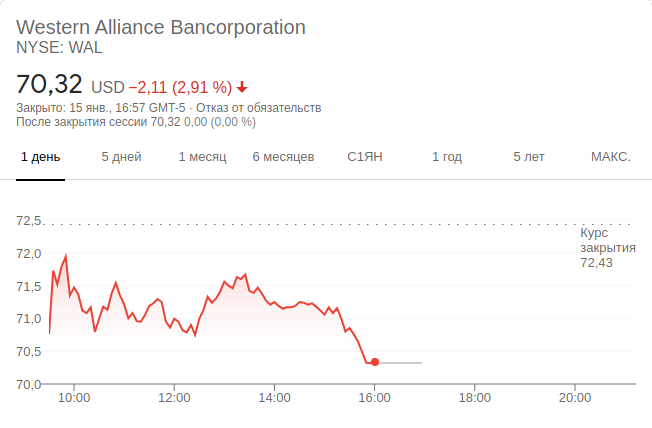 Western Alliance Bancorporation
NYSE: WAL
70,32 USD −2,11 (2,91 %)
Закрыто: 15 янв., 16:57 GMT-5 · Отказ от обязательств
После закрытия сессии 70,32 0,00 (0,00 %)
1 день 5 дней 1 месяц 6 месяцев С1ЯН 1 год 5 лет МАКС.
72,5
Курс
закрытия
72,43
72,0
71,5
71,0
70,5
70,0
10:00 12:00 14:00 16:00 18:00 20:00